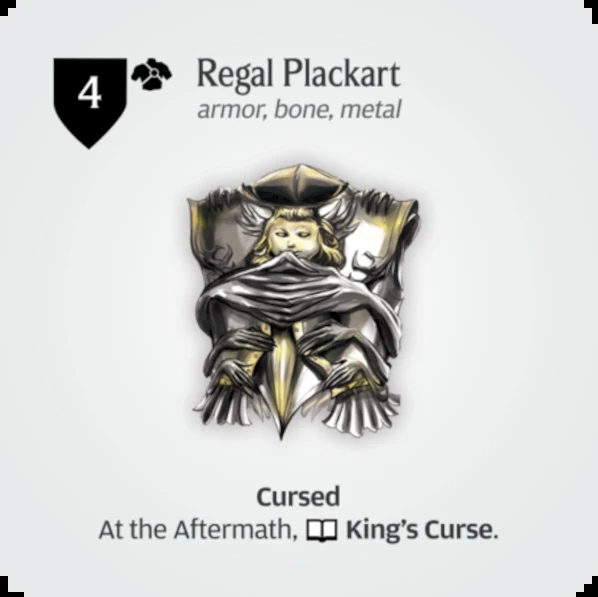 4
Regal Plackart
armor, bone, metal
Cursed
At the Aftermath, King's Curse.